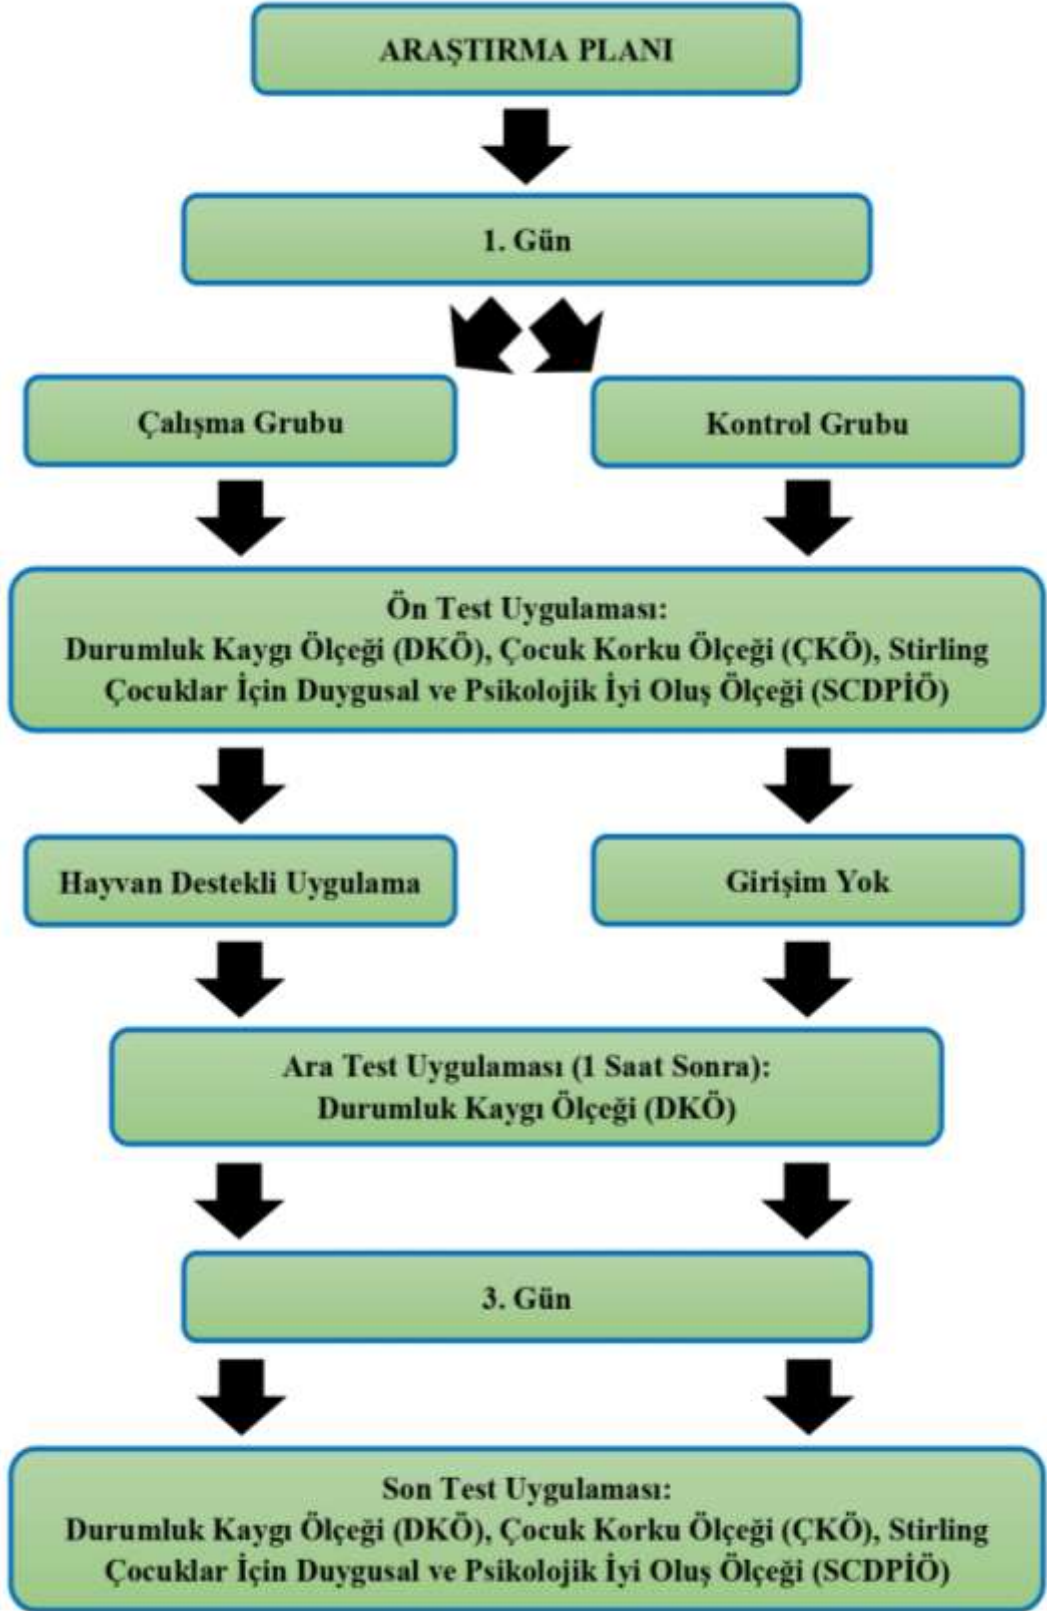 ARAŞTIRMA PLANI
1. Gün
Çalışma Grubu
Kontrol Grubu
Ön Test Uygulaması:
Durumluk Kaygı Ölçeği (DKÖ), Çocuk Korku Ölçeği (ÇKÖ), Stirling
Çocuklar İçin Duygusal ve Psikolojik İyi Oluş Ölçeği (SCDPİÖ)
Hayvan Destekli Uygulama
Girişim Yok
Ara Test Uygulaması (1 Saat Sonra):
Durumluk Kaygı Ölçeği (DKÖ)
3. Gün
Son Test Uygulaması:
Durumluk Kaygı Ölçeği (DKÖ), Çocuk Korku Ölçeği (ÇKÖ), Stirling
Çocuklar İçin Duygusal ve Psikolojik İyi Oluş Ölçeği (SCDPİÖ)